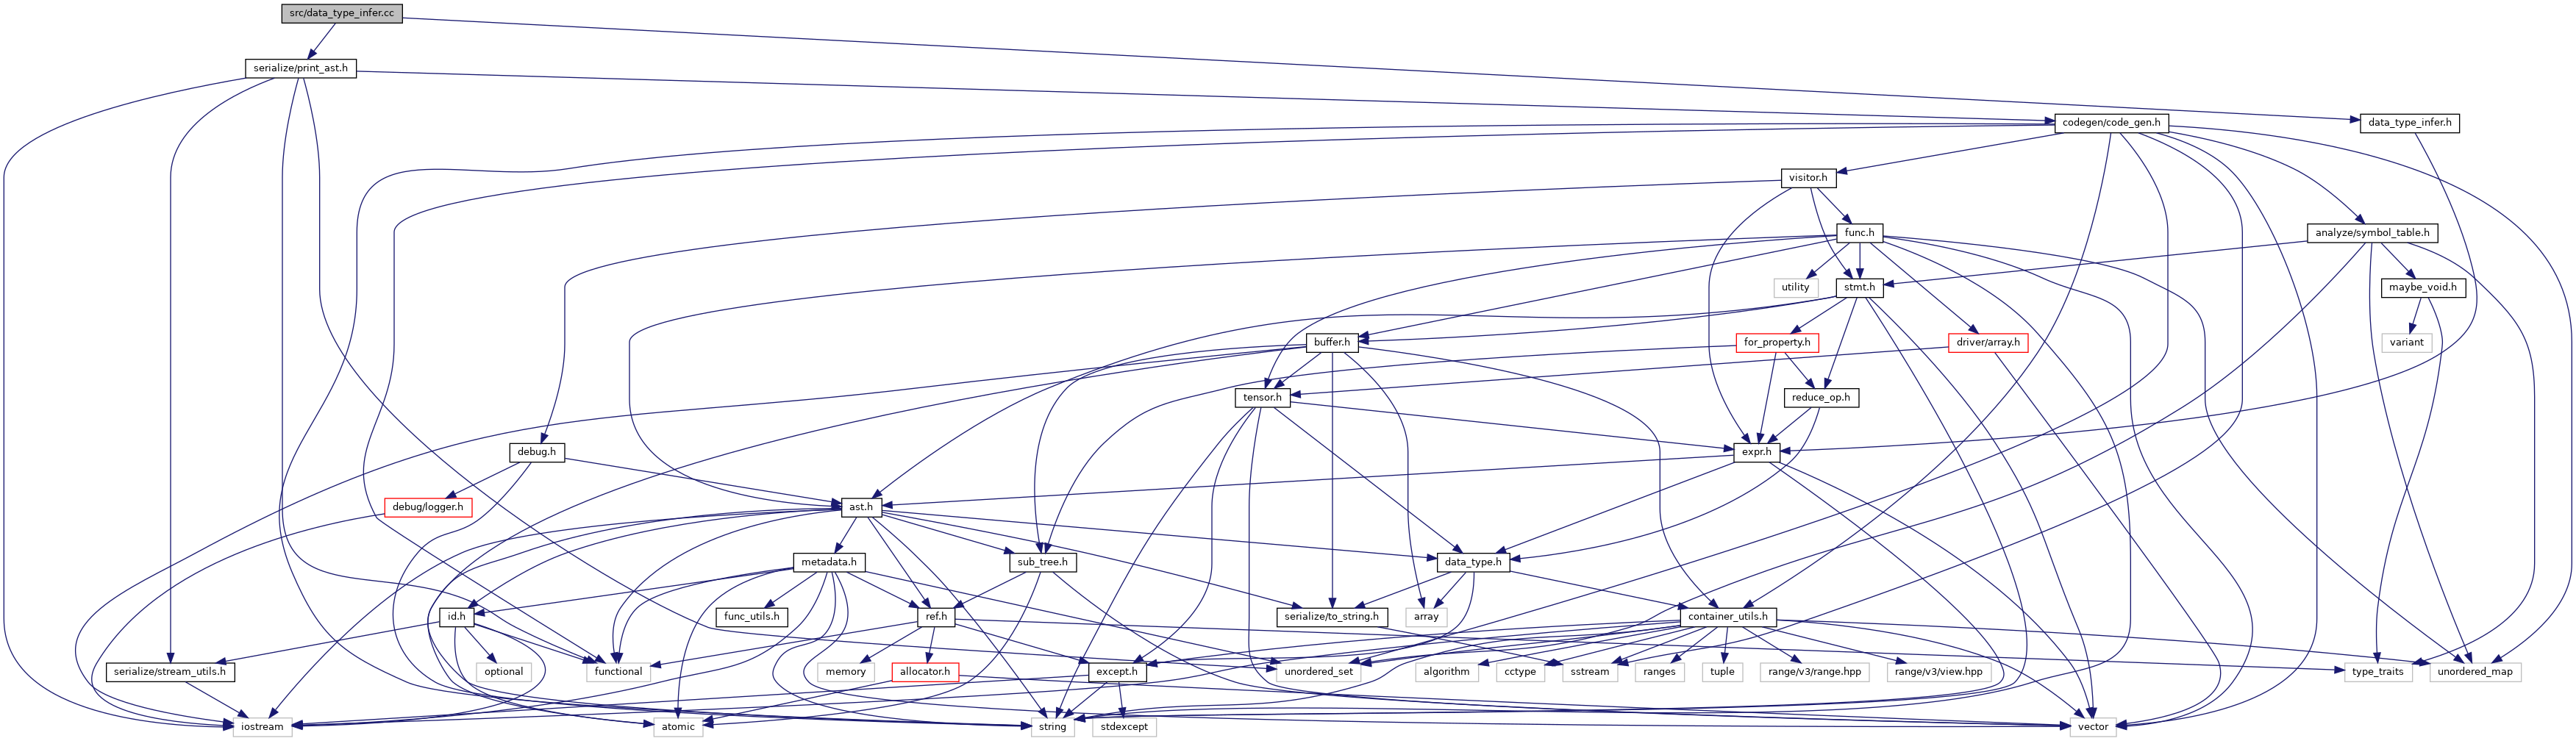 src/data_type_infer.cc
serialize/print_ast.h
codegen/code_gen.h
data_type_infer.h
visitor.h
func.h
analyze/symbol_table.h
utility
stmt.h
maybe_void.h
buffer.h
for_property.h
driver/array.h
variant
tensor.h
reduce_op.h
debug.h
expr.h
debug/logger.h
ast.h
metadata.h
sub_tree.h
data_type.h
id.h
func_utils.h
ref.h
serialize/to_string.h
array
container_utils.h
serialize/stream_utils.h
optional
functional
memory
allocator.h
except.h
unordered_set
algorithm
cctype
sstream
ranges
tuple
range/v3/range.hpp
range/v3/view.hpp
type_traits
unordered_map
iostream
atomic
string
stdexcept
vector